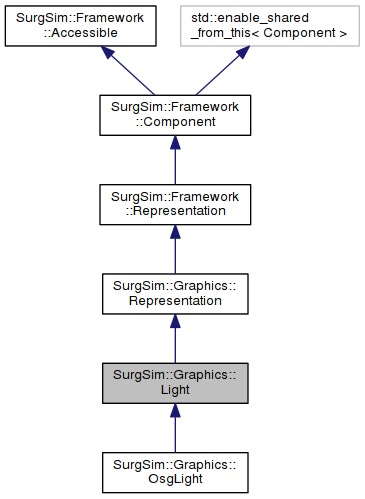 SurgSim::Framework
::Accessible
std::enable_shared
_from_this< Component >
SurgSim::Framework
::Component
SurgSim::Framework
::Representation
SurgSim::Graphics::
Representation
SurgSim::Graphics::
Light
SurgSim::Graphics::
OsgLight